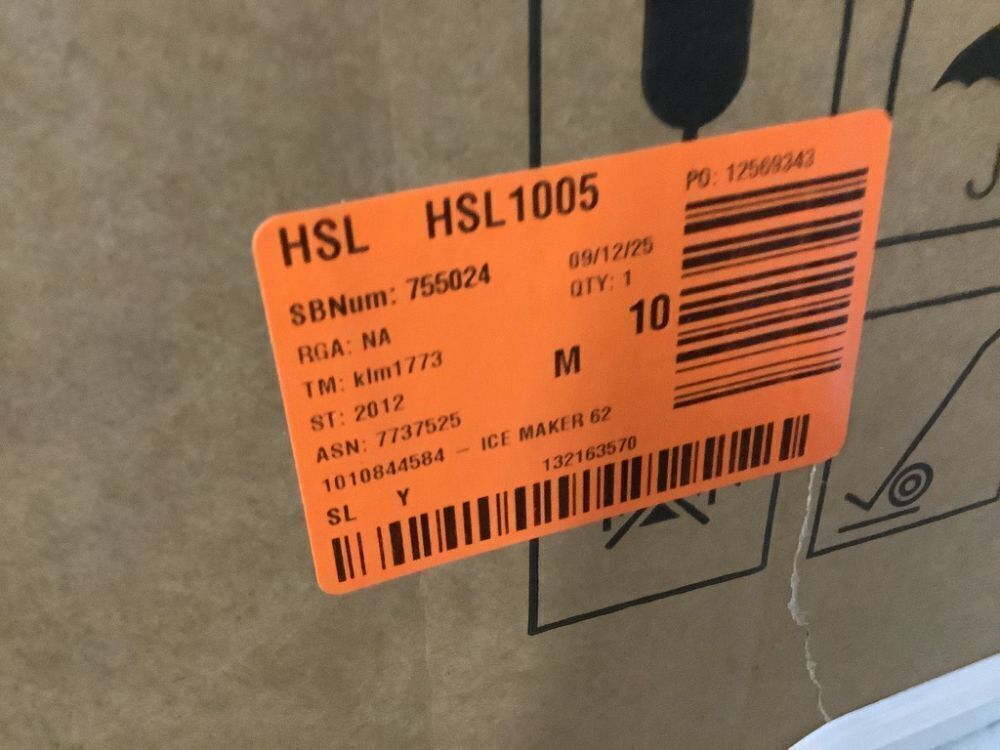 HSL HSL1005 PO: 12569343
SBNum: 755024 09/12/25
RGA: NA QTY: 1
TM: klm1773 M 10
ST: 2012
ASN: 7737525
1010844584 – ICE MAKER 62
SL Y 132163570